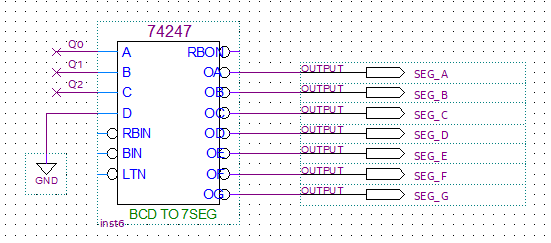 74247
Q0 A RBON
OUTPUT
Q1 B OA SEG_A
OUTPUT
Q2 C OB SEG_B
OUTPUT
D OC SEG_C
OUTPUT
RBIN OD SEG_D
OUTPUT
BIN OE SEG_E
OUTPUT
LTN OF SEG_F
OUTPUT
OG SEG_G
GND
BCD TO 7SEG
inst6